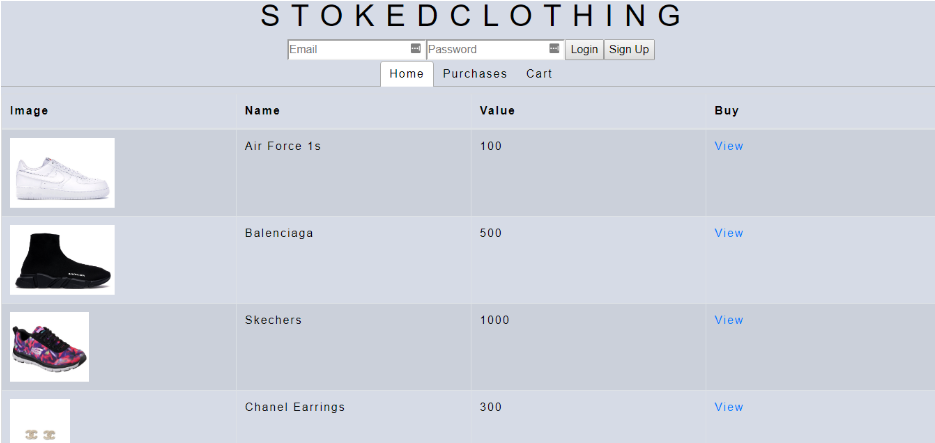 STOKEDCLOTHING
Email Password Login Sign Up
Home Purchases Cart
Image Name Value Buy
Air Force 1s 100 View
Balenciaga 500 View
Skechers 1000 View
Chanel Earrings 300 View